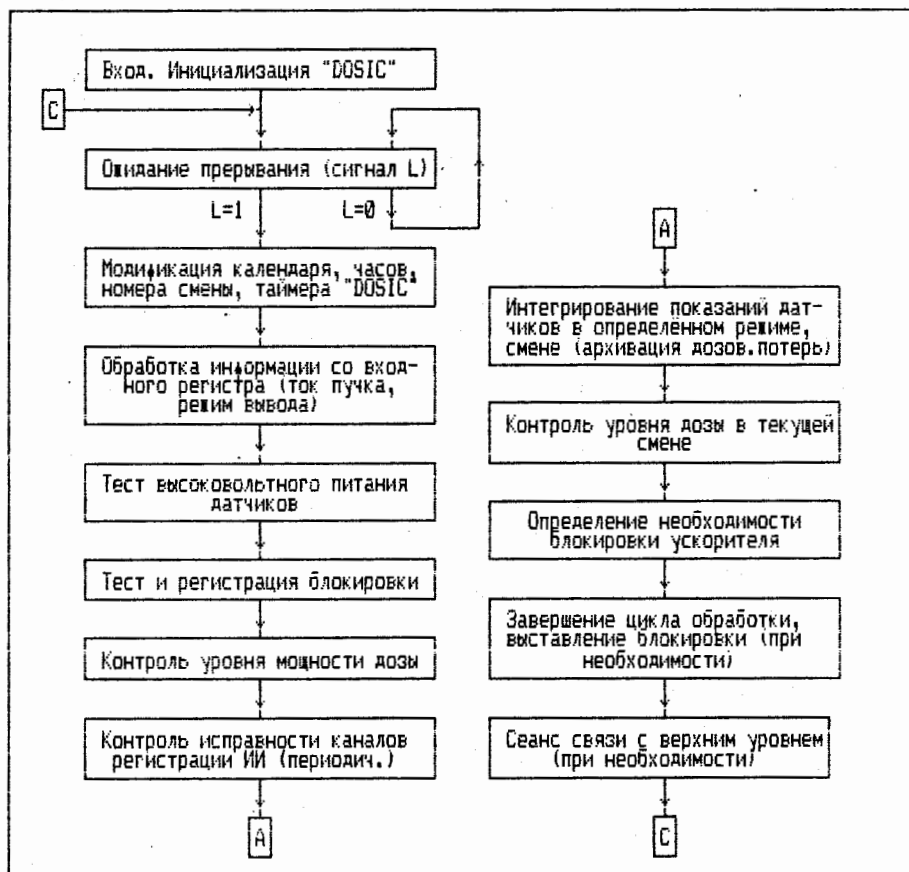 Вход. Инициализация "DOSIC"
C
Ожидание прерывания (сигнал L)
L=1
L=0
Модификация календаря, часов,
номера смены, таймера "DOSIC"
Обработка информации со вход-
ного регистра (ток пучка,
режим вывода)
Тест высоковольтного питания
датчиков
Тест и регистрация блокировки
Контроль уровня мощности дозы
Контроль исправности каналов
регистрации ИИ (периодич.)
A
A
Интегрирование показаний дат-
чиков в определённом режиме,
смене (архивация дозов.потерь)
Контроль уровня дозы в текущей
смене
Определение необходимости
блокировки ускорителя
Завершение цикла обработки,
выставление блокировки (при
необходимости)
Сеанс связи с верхним уровнем
(при необходимости)
C